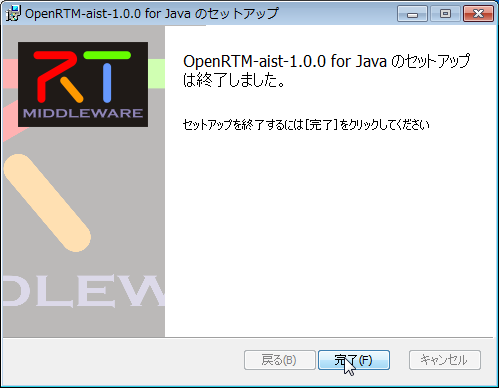 OpenRTM-aist-1.0.0 for Java のセットアップ
RT
MIDDLEWARE
OpenRTM-aist-1.0.0 for Java のセットアップ
は終了しました。
セットアップを終了するには[完了]をクリックしてください
DLEW
戻る(B)
完了(F)
キャンセル